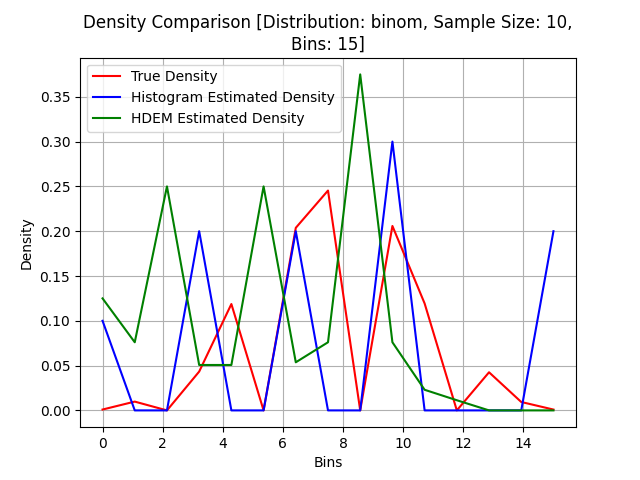 Density Comparison [Distribution: binom, Sample Size: 10,
Bins: 15]
True Density
Histogram Estimated Density
HDEM Estimated Density
Density
0.35
0.30
0.25
0.20
0.15
0.10
0.05
0.00
0 2 4 6 8 10 12 14
Bins